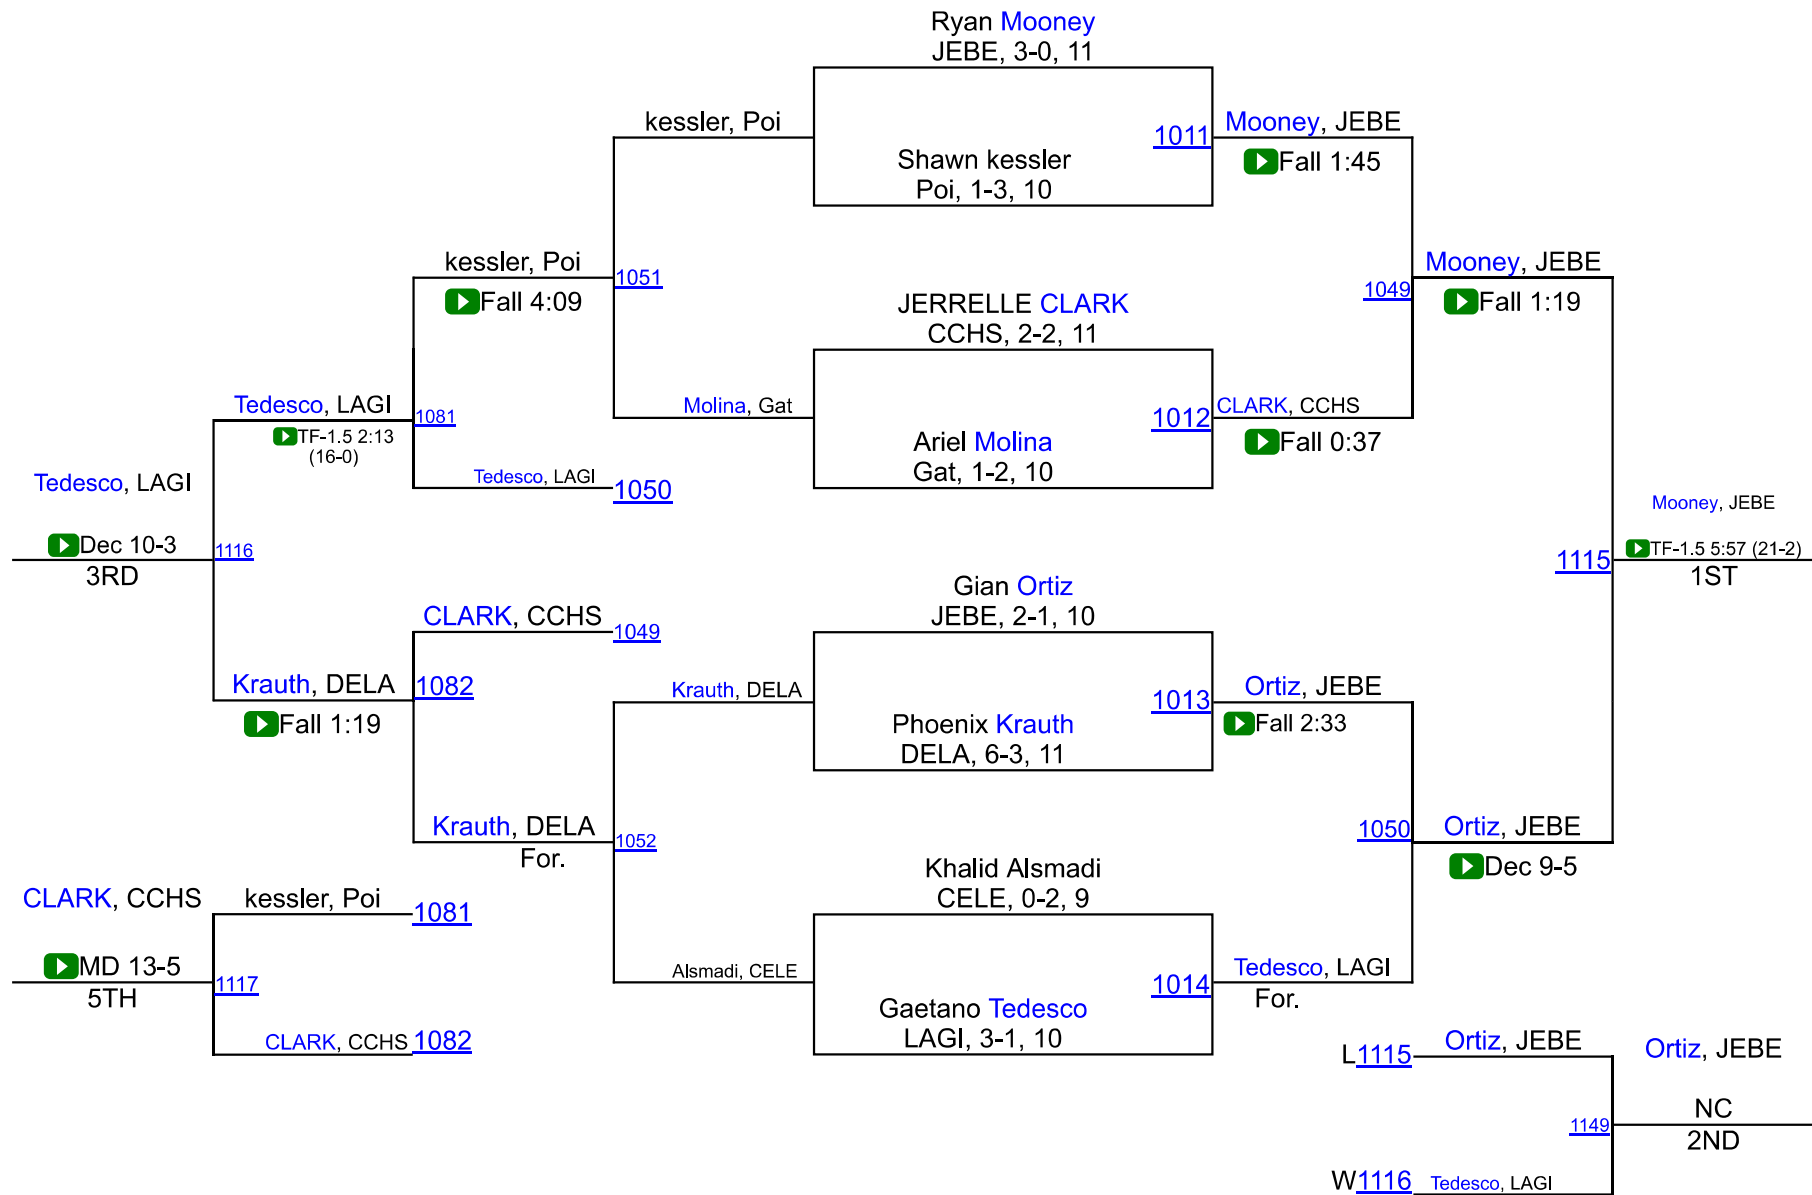 Ryan Mooney
JEBE, 3-0, 11
kessler, Poi
1011
Mooney, JEBE
Fall 1:45
Shawn kessler
Poi, 1-3, 10
kessler, Poi
Fall 4:09
1051
1049
Mooney, JEBE
Fall 1:19
JERRELLE CLARK
CCHS, 2-2, 11
Tedesco, LAGI
TF-1.5 2:13
(16-0)
1081
Molina, Gat
1012
CLARK, CCHS
Fall 0:37
Ariel Molina
Gat, 1-2, 10
Tedesco, LAGI
1050
Tedesco, LAGI
Dec 10-3
3RD
1116
1115
Mooney, JEBE
TF-1.5 5:57 (21-2)
1ST
Gian Ortiz
JEBE, 2-1, 10
CLARK, CCHS
1049
Krauth, DELA
Fall 1:19
1082
Krauth, DELA
1013
Ortiz, JEBE
Fall 2:33
Phoenix Krauth
DELA, 6-3, 11
Krauth, DELA
For.
1052
1050
Ortiz, JEBE
Dec 9-5
Khalid Alsmadi
CELE, 0-2, 9
CLARK, CCHS
MD 13-5
5TH
kessler, Poi
1081
1117
CLARK, CCHS
1082
Alsmadi, CELE
1014
Tedesco, LAGI
For.
Gaetano Tedesco
LAGI, 3-1, 10
L1115
Ortiz, JEBE
Ortiz, JEBE
1149
NC
2ND
W1116
Tedesco, LAGI